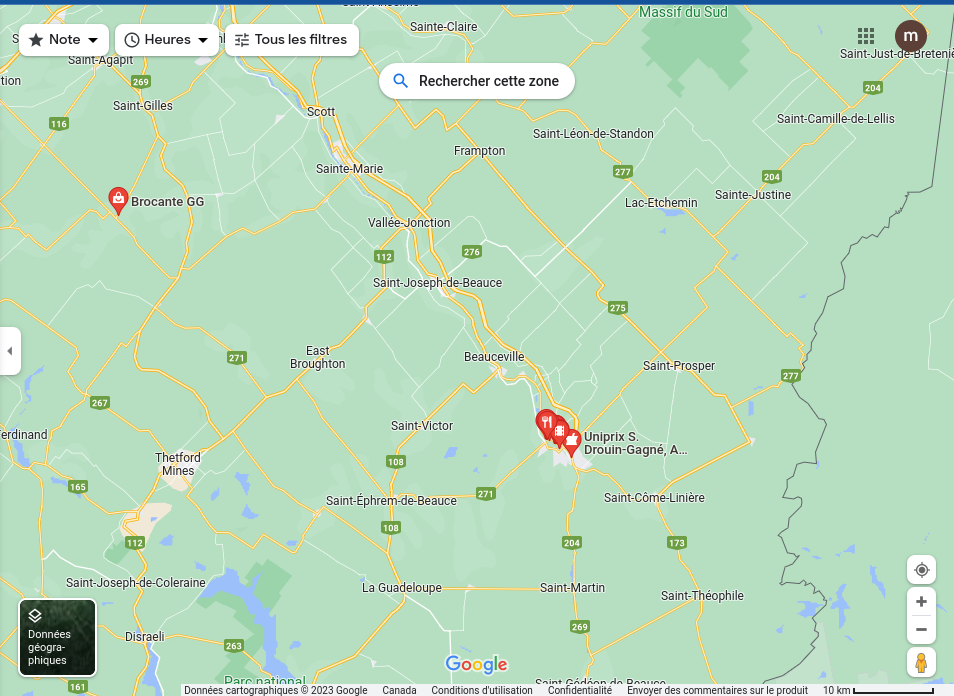 Sainte-Claire
Massif du Sud
Note
Heures
Tous les filtres
m
Sainte-Agapit
Sainte-Just-de-Breteniè
tion
269
Rechercher cette zone
204
Saint-Gilles
Scott
116
Saint-Camille-de-Lellis
Saint-Léon-de-Standon
Frampton
Sainte-Marie
277
204
Sainte-Justine
Brocante GG
Lac-Etchemin
Vallée-Jonction
276
112
Saint-Joseph-de-Beauce
275
271
East
Broughton
Beauceville
Saint-Prosper
277
267
Saint-Victor
ferdinand
Uniprix S.
Drouin-Gagné, A...
Thetford
Mines
108
165
Saint-Éphrem-de-Beauce
271
Saint-Côme-Linière
108
112
204
173
Saint-Joseph-de-Coleraine
La Guadeloupe
Saint-Martin
Saint-Théophile
Données
géogra-
phiques
Disraeli
269
263
Google
161
Parc national
Saint-Gédéon-de-Beauce
Données cartographiques © 2023 Google
Canada
Conditions d'utilisation
Confidentialité
Envoyer des commentaires sur le produit
10 km